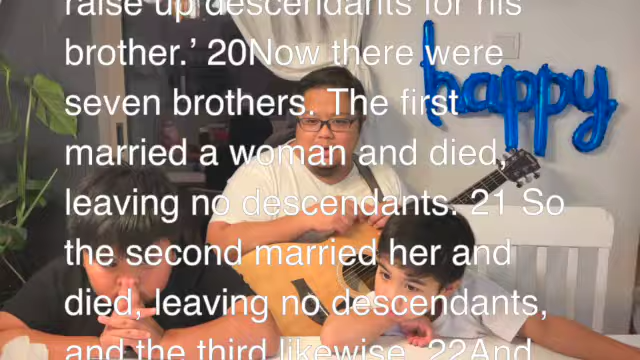 raise up descendants for his
brother.’ 20Now there were
seven brothers. The first
married a woman and died,
leaving no descendants. 21 So
the second married her and
died, leaving no descendants,
and the third likewise. 22And
happy